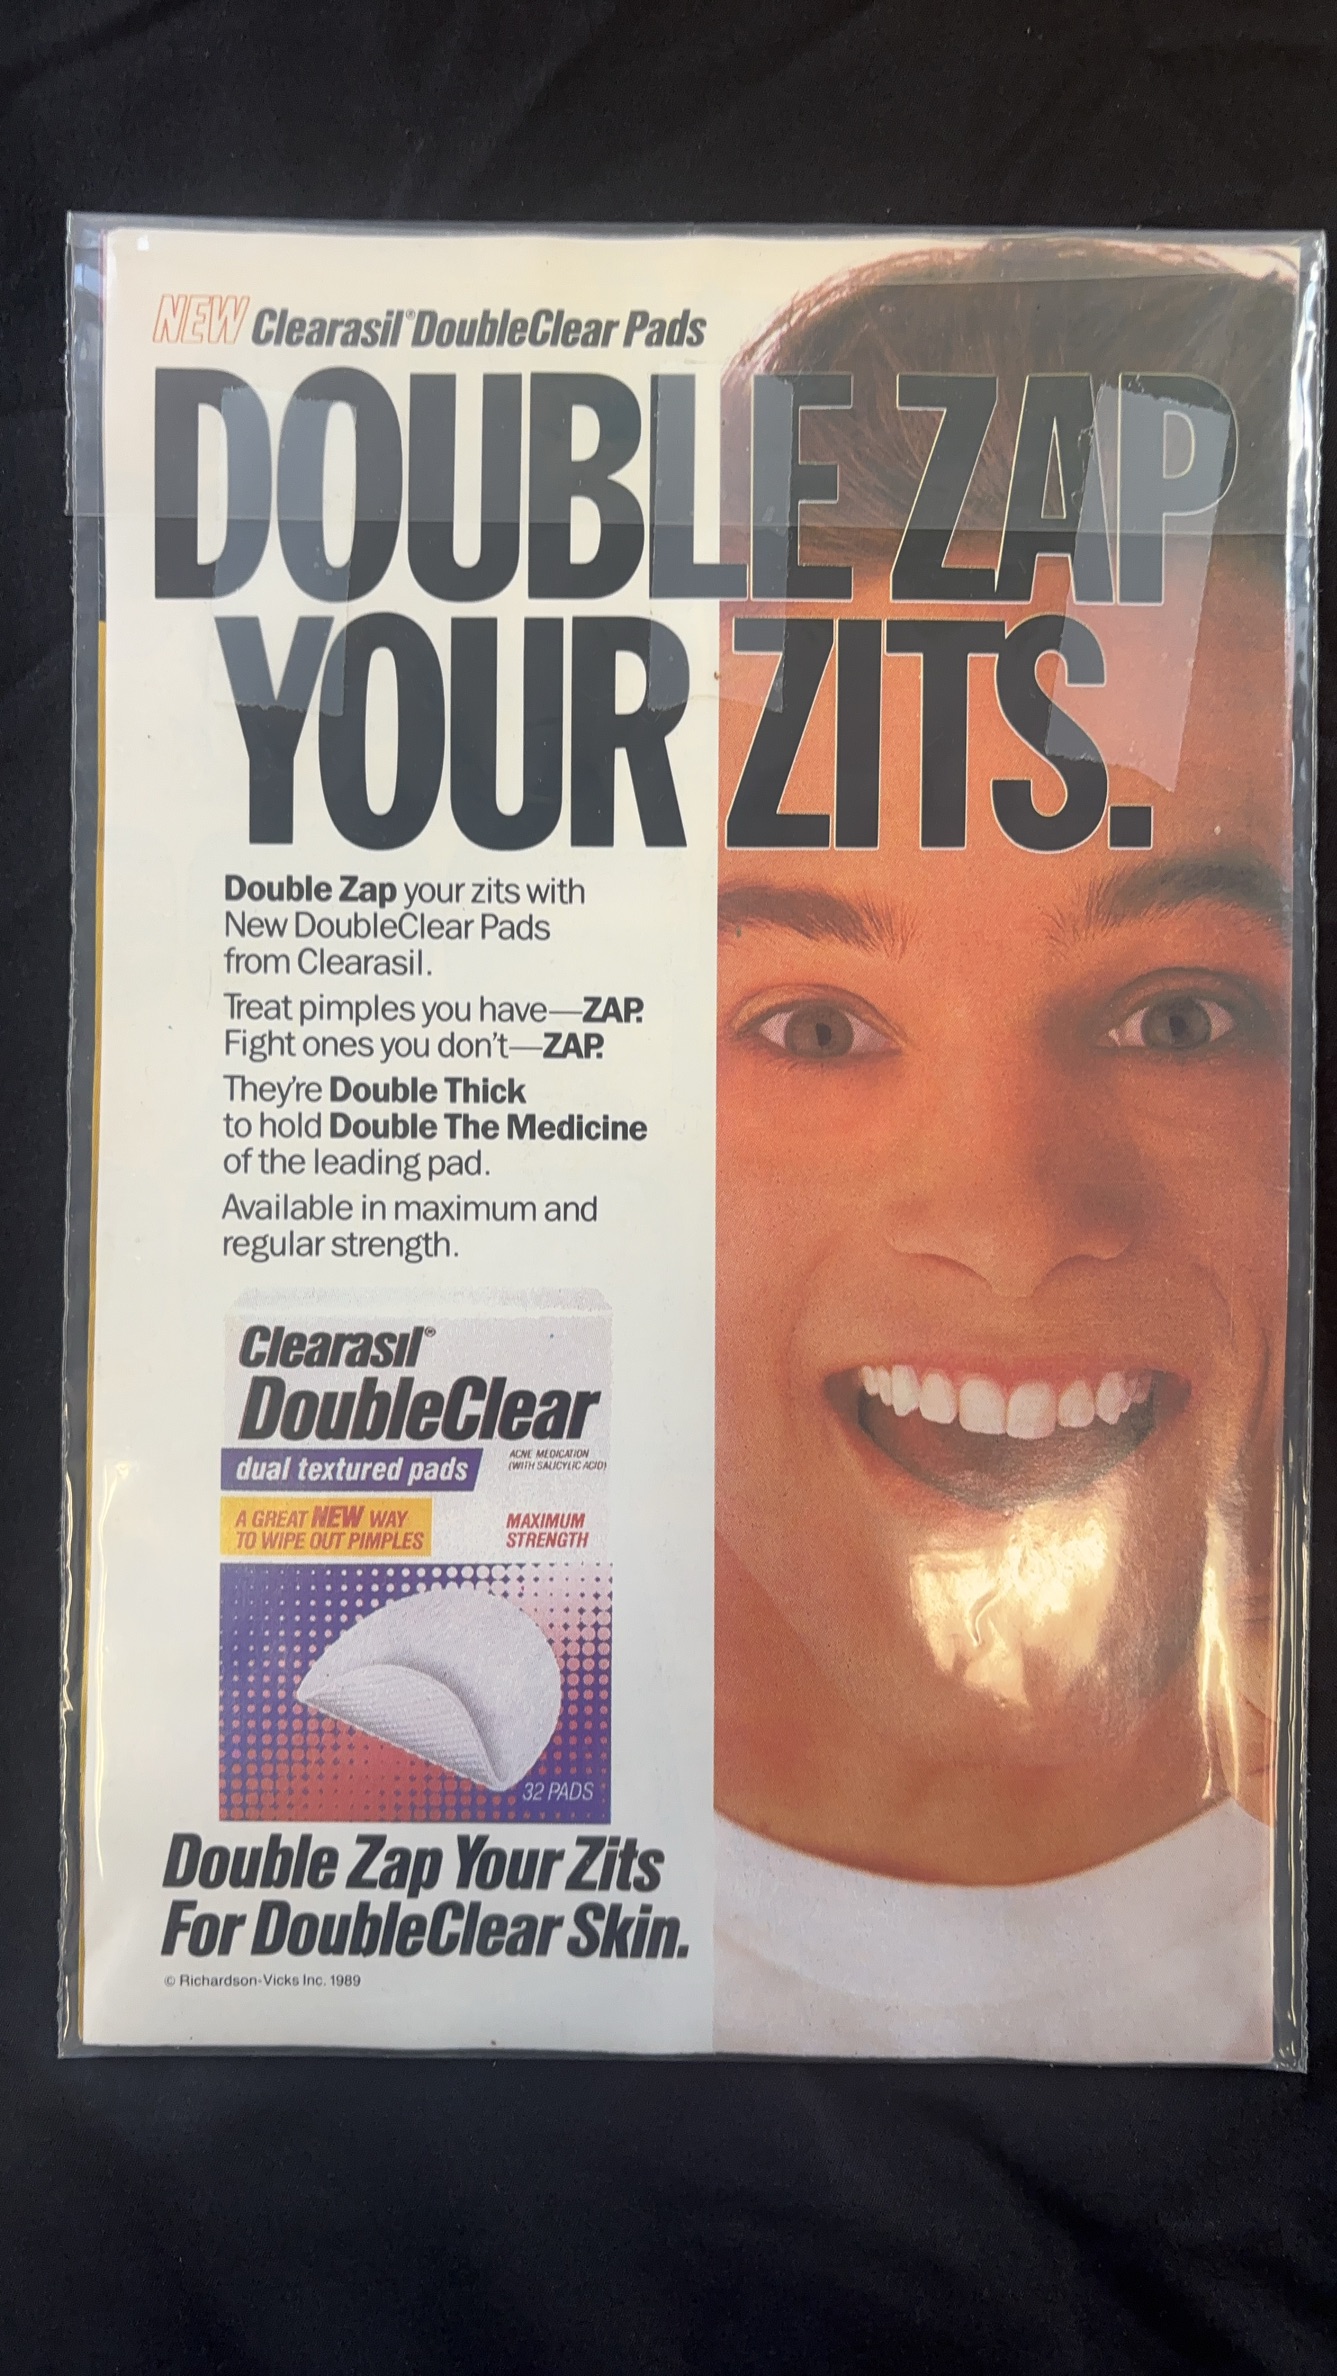 NEW Clearasil® DoubleClear Pads
DOUBLE ZAP
YOUR ZITS.
Double Zap your zits with
New DoubleClear Pads
from Clearasil.
Treat pimples you have—ZAP.
Fight ones you don't—ZAP.
They're Double Thick
to hold Double The Medicine
of the leading pad.
Available in maximum and
regular strength.
Clearasil®
DoubleClear
dual textured pads
ACNE MEDICATION
(WITH SALICYLIC ACID)
A GREAT NEW WAY
TO WIPE OUT PIMPLES
MAXIMUM
STRENGTH
32 PADS
Double Zap Your Zits
For DoubleClear Skin.
© Richardson-Vicks Inc. 1989